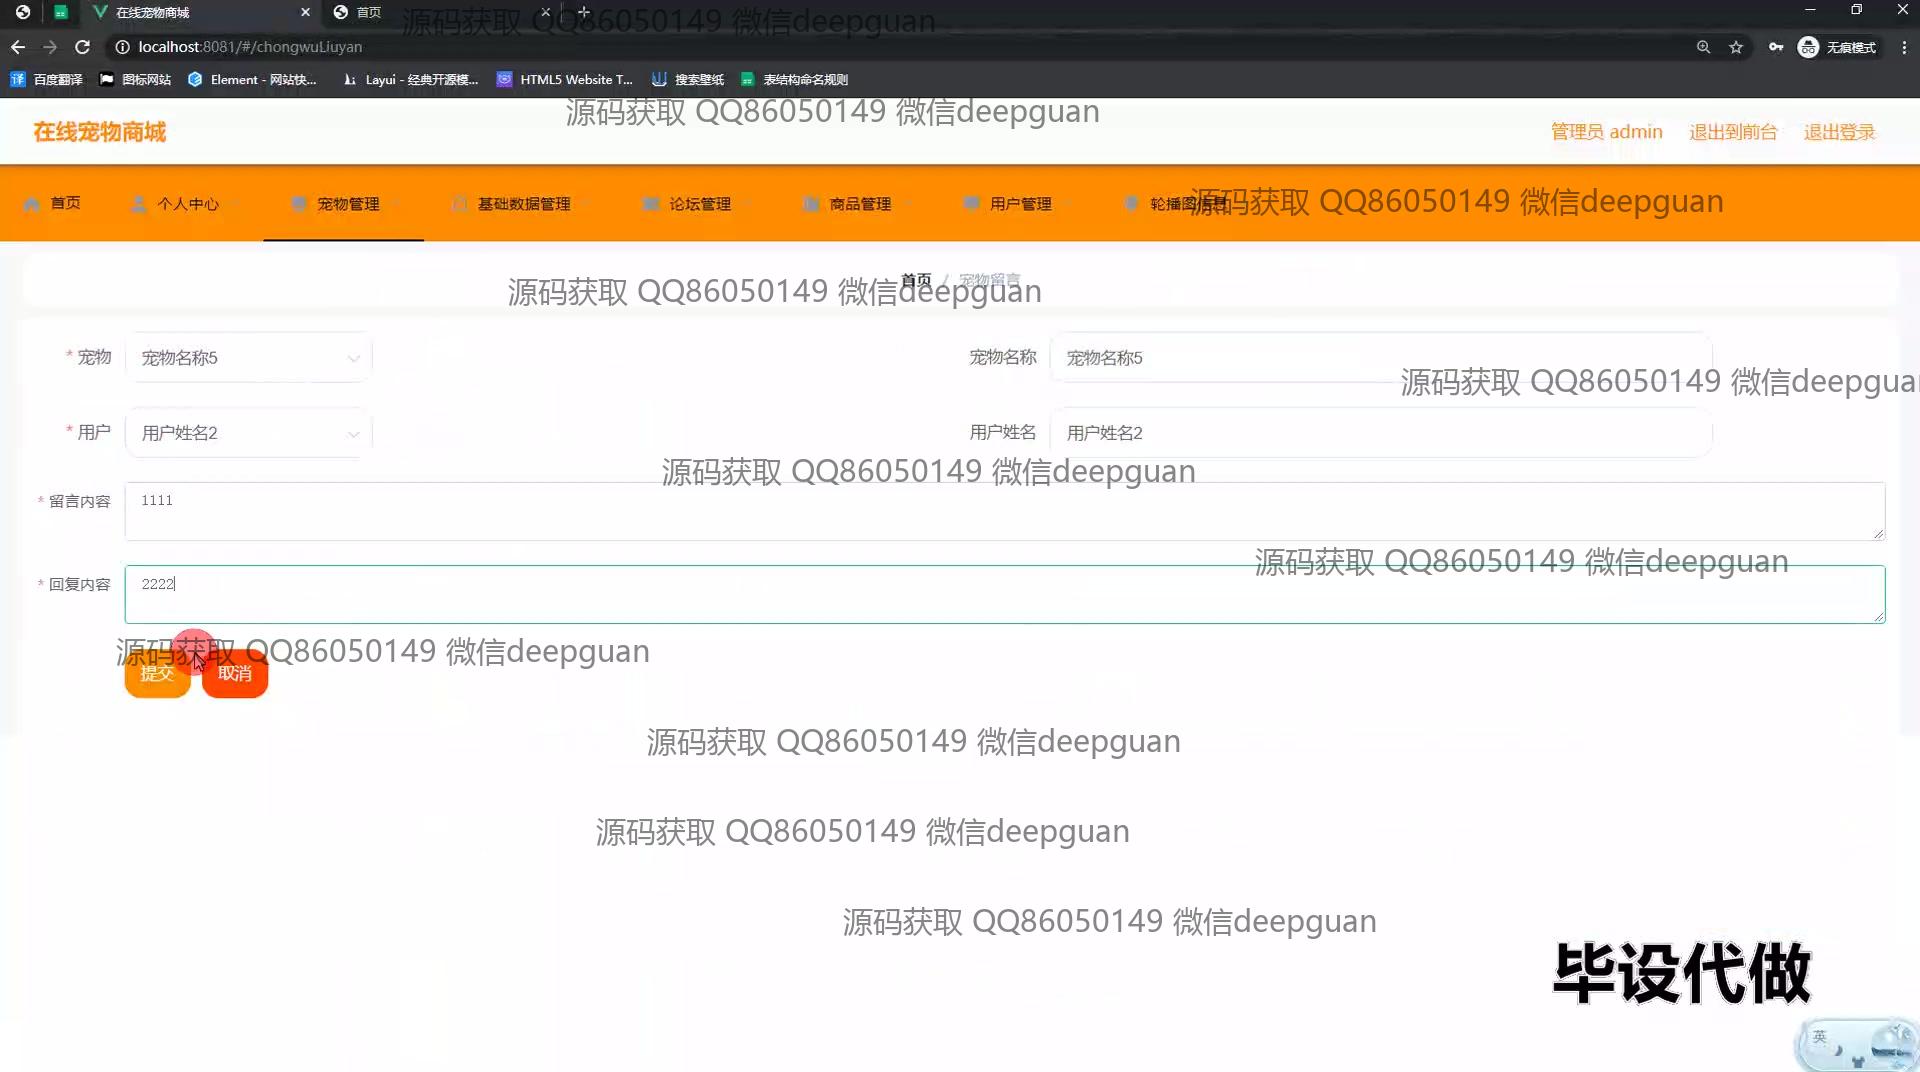 在线宠物商城
首页
源码获取 QQ86050149 微信deepguan
localhost:8081/#/chongwuLiuyan
无痕模式
百度翻译
图标网站
Element - 网站快...
Layui - 经典开源模...
HTML5 Website T...
搜索壁纸
表结构命名规则
源码获取 QQ86050149 微信deepguan
在线宠物商城
管理员 admin
退出到前台
退出登录
首页
个人中心
宠物管理
基础数据管理
论坛管理
商品管理
用户管理
轮播图信息
源码获取 QQ86050149 微信deepguan
首页 / 宠物留言
源码获取 QQ86050149 微信deepguan
* 宠物
宠物名称5
宠物名称
宠物名称5
源码获取 QQ86050149 微信deepguan
* 用户
用户姓名2
用户姓名
用户姓名2
源码获取 QQ86050149 微信deepguan
* 留言内容
1111
源码获取 QQ86050149 微信deepguan
* 回复内容
2222
源码获取 QQ86050149 微信deepguan
提交
取消
源码获取 QQ86050149 微信deepguan
源码获取 QQ86050149 微信deepguan
源码获取 QQ86050149 微信deepguan
毕设代做
英